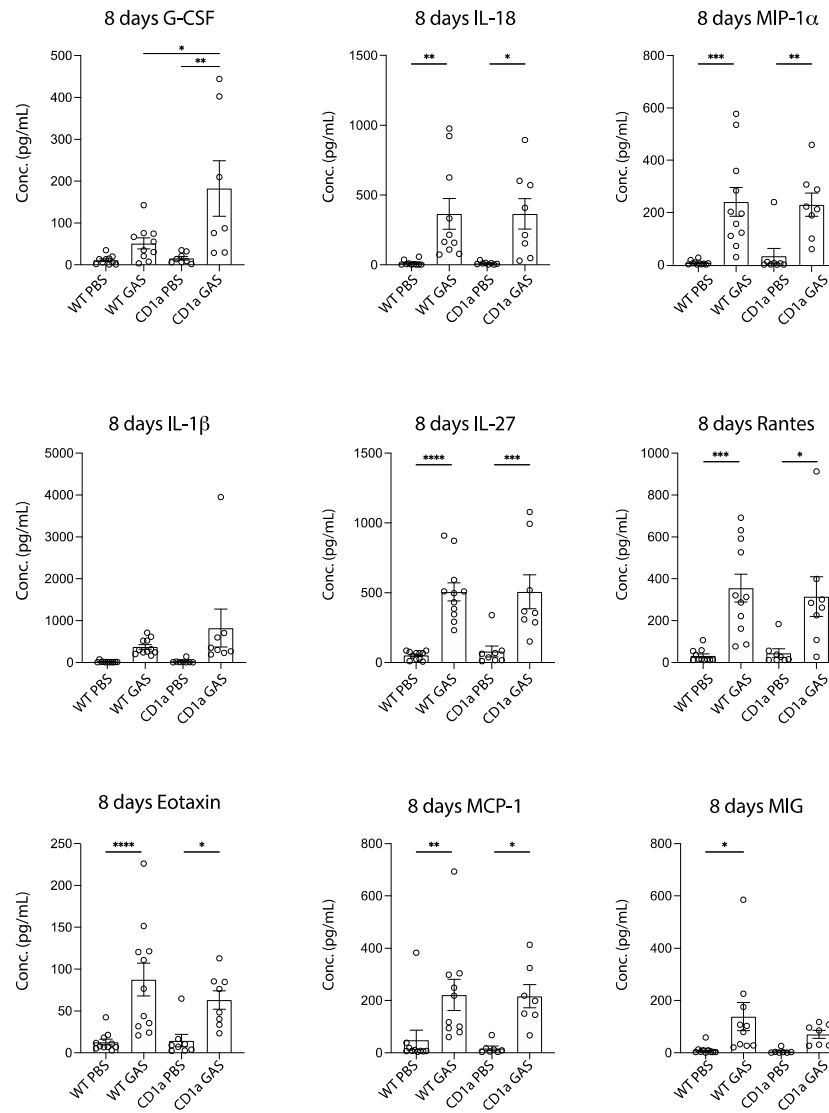 8 days G-CSF
Conc. (pg/mL)
500
400
300
200
100
0
*
**
WT PBS
WT GAS
CD1a PBS
CD1a GAS
8 days IL-18
Conc. (pg/mL)
1500
1000
500
0
**
*
WT PBS
WT GAS
CD1a PBS
CD1a GAS
8 days MIP-1α
Conc. (pg/mL)
800
600
400
200
0
***
**
WT PBS
WT GAS
CD1a PBS
CD1a GAS
8 days IL-1β
Conc. (pg/mL)
5000
4000
3000
2000
1000
0
WT PBS
WT GAS
CD1a PBS
CD1a GAS
8 days IL-27
Conc. (pg/mL)
1500
1000
500
0
****
***
WT PBS
WT GAS
CD1a PBS
CD1a GAS
8 days Rantes
Conc. (pg/mL)
1000
800
600
400
200
0
***
*
WT PBS
WT GAS
CD1a PBS
CD1a GAS
8 days Eotaxin
Conc. (pg/mL)
250
200
150
100
50
0
****
*
WT PBS
WT GAS
CD1a PBS
CD1a GAS
8 days MCP-1
Conc. (pg/mL)
800
600
400
200
0
**
*
WT PBS
WT GAS
CD1a PBS
CD1a GAS
8 days MIG
Conc. (pg/mL)
800
600
400
200
0
*
WT PBS
WT GAS
CD1a PBS
CD1a GAS